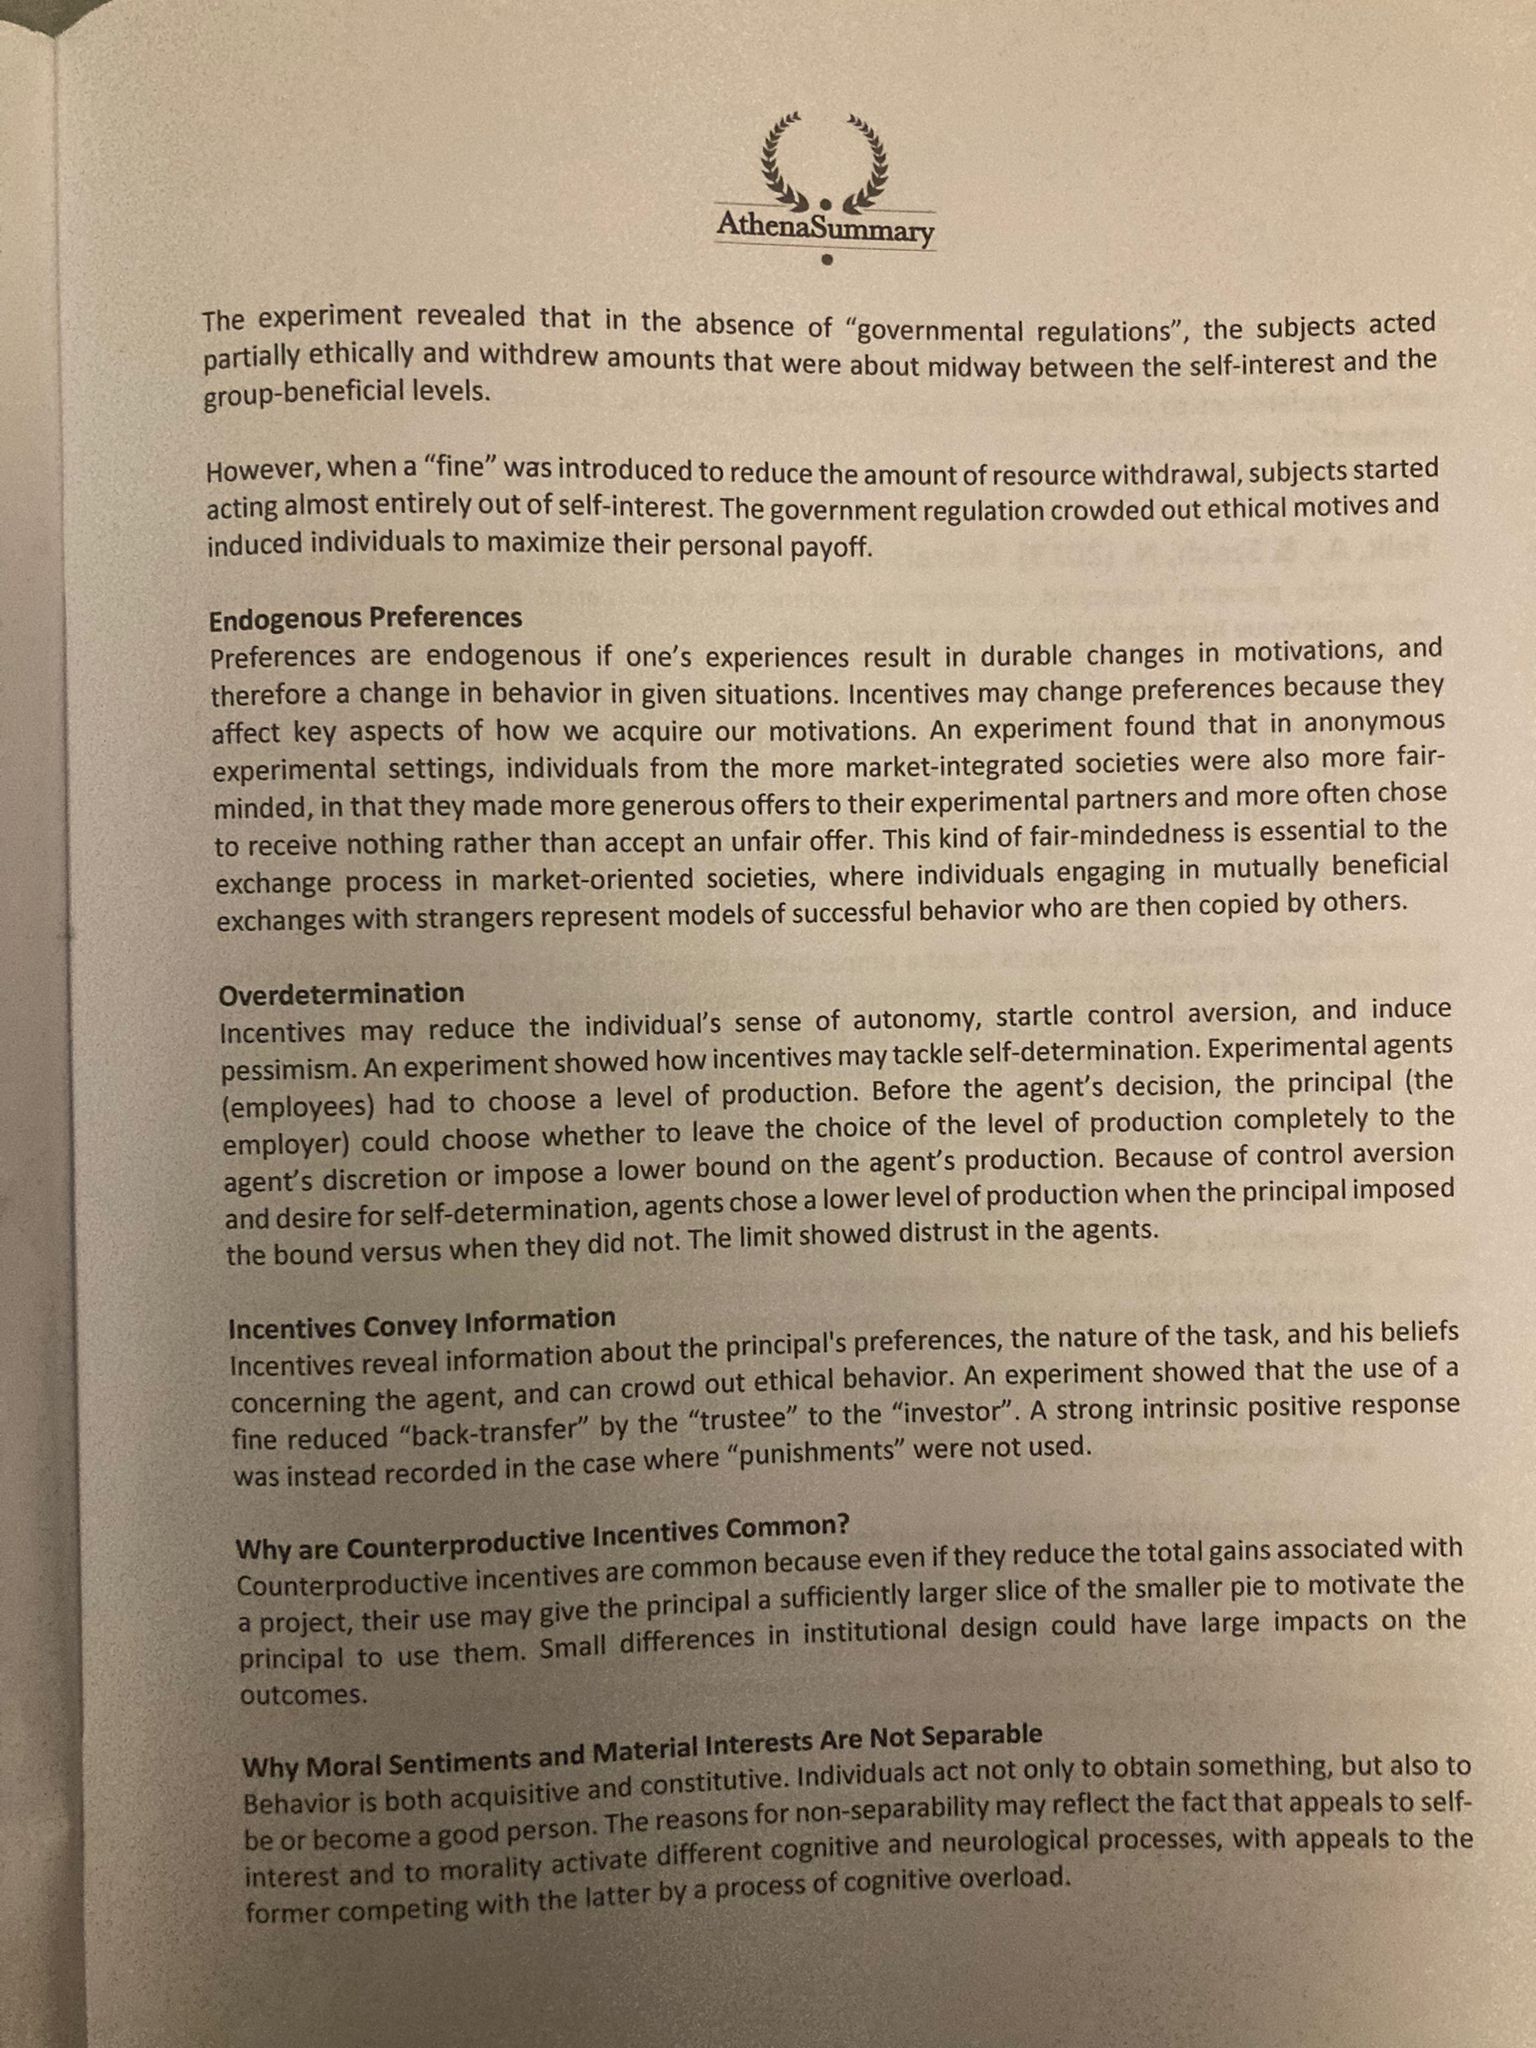 AthenaSummary
The experiment revealed that in the absence of “governmental regulations”, the subjects acted
partially ethically and withdrew amounts that were about midway between the self-interest and the
group-beneficial levels.
However, when a “fine” was introduced to reduce the amount of resource withdrawal, subjects started
acting almost entirely out of self-interest. The government regulation crowded out ethical motives and
induced individuals to maximize their personal payoff.
Endogenous Preferences
Preferences are endogenous if one’s experiences result in durable changes in motivations, and
therefore a change in behavior in given situations. Incentives may change preferences because they
affect key aspects of how we acquire our motivations. An experiment found that in anonymous
experimental settings, individuals from the more market-integrated societies were also more fair-
minded, in that they made more generous offers to their experimental partners and more often chose
to receive nothing rather than accept an unfair offer. This kind of fair-mindedness is essential to the
exchange process in market-oriented societies, where individuals engaging in mutually beneficial
exchanges with strangers represent models of successful behavior who are then copied by others.
Overdetermination
Incentives may reduce the individual’s sense of autonomy, startle control aversion, and induce
pessimism. An experiment showed how incentives may tackle self-determination. Experimental agents
(employees) had to choose a level of production. Before the agent’s decision, the principal (the
employer) could choose whether to leave the choice of the level of production completely to the
agent’s discretion or impose a lower bound on the agent’s production. Because of control aversion
and desire for self-determination, agents chose a lower level of production when the principal imposed
the bound versus when they did not. The limit showed distrust in the agents.
Incentives Convey Information
Incentives reveal information about the principal's preferences, the nature of the task, and his beliefs
concerning the agent, and can crowd out ethical behavior. An experiment showed that the use of a
fine reduced “back-transfer” by the “trustee” to the “investor”. A strong intrinsic positive response
was instead recorded in the case where “punishments” were not used.
Why are Counterproductive Incentives Common?
Counterproductive incentives are common because even if they reduce the total gains associated with
a project, their use may give the principal a sufficiently larger slice of the smaller pie to motivate the
principal to use them. Small differences in institutional design could have large impacts on the
outcomes.
Why Moral Sentiments and Material Interests Are Not Separable
Behavior is both acquisitive and constitutive. Individuals act not only to obtain something, but also to
be or become a good person. The reasons for non-separability may reflect the fact that appeals to self-
interest and to morality activate different cognitive and neurological processes, with appeals to the
former competing with the latter by a process of cognitive overload.